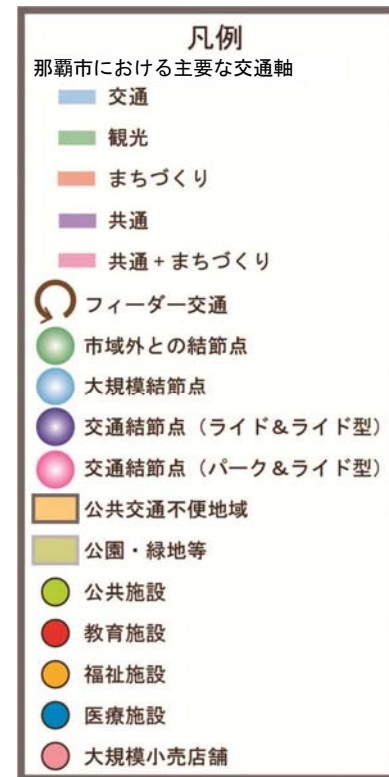 凡例
那覇市における主要な交通軸
交通
観光
まちづくり
共通
共通+まちづくり
フィーダー交通
市域外との結節点
大規模結節点
交通結節点（ライド＆ライド型）
交通結節点（パーク＆ライド型）
公共交通不便地域
公園・緑地等
公共施設
教育施設
福祉施設
医療施設
大規模小売店舗